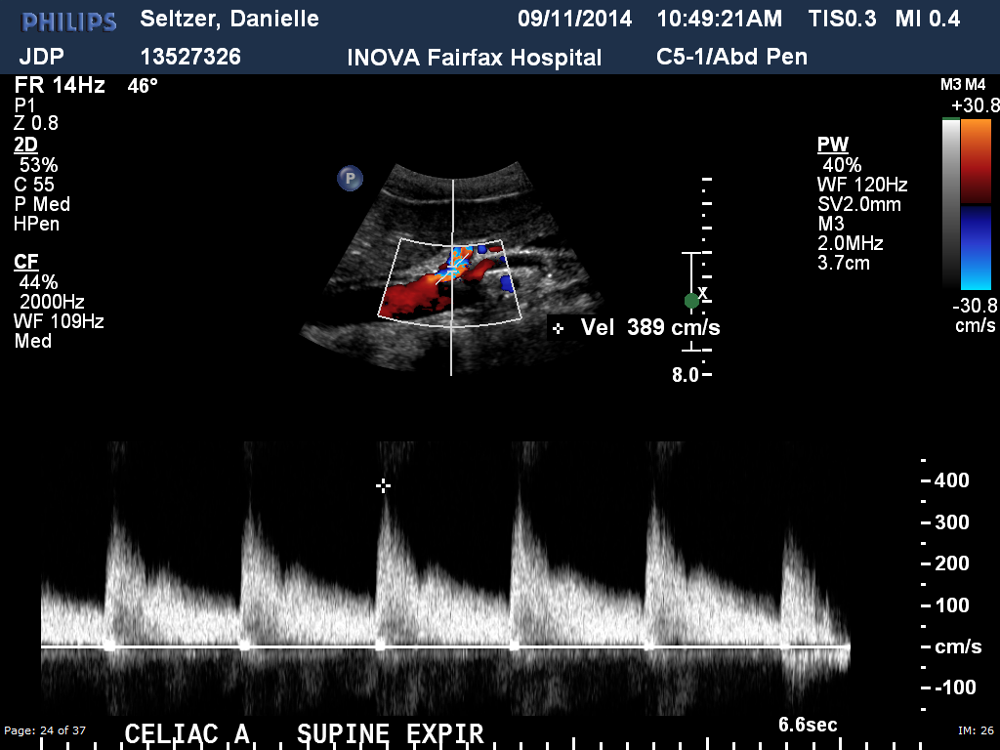 PHILIPS Seltzer, Danielle 09/11/2014 10:49:21AM TIS0.3 MI 0.4
JDP 13527326 INOVA Fairfax Hospital C5-1/Abd Pen
FR 14Hz 46°
P1
Z 0.8
2D
53%
C 55
P Med
HPen
CF
44%
2000Hz
WF 109Hz
Med
P
M3 M4
+30.8
PW
40%
WF 120Hz
SV2.0mm
M3
2.0MHz
3.7cm
X
-30.8
cm/s
Vel 389 cm/s
8.0
400
300
200
100
cm/s
-100
6.6sec
Page: 24 of 37
CELIAC A SUPINE EXPIR
IM: 26